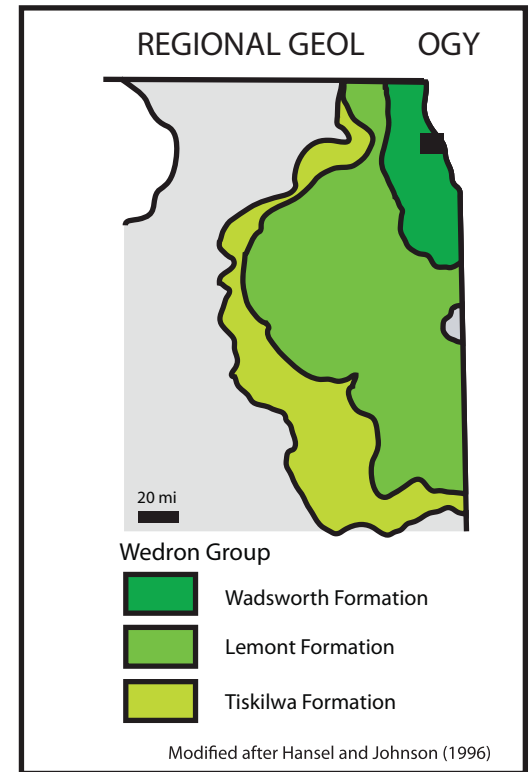 REGIONAL GEOL OGY
20 mi
Wedron Group
Wadsworth Formation
Lemont Formation
Tiskilwa Formation
Modified after Hansel and Johnson (1996)